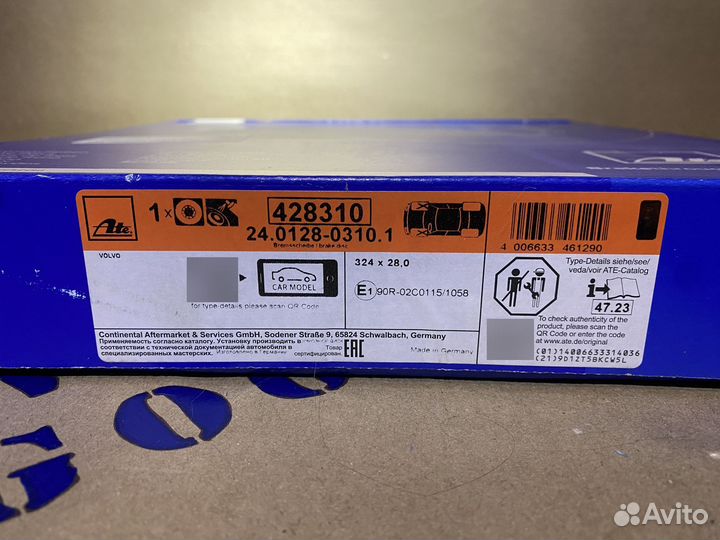 Ate
1x
428310
24.0128-0310.1
Bremsscheibe / brake disc
4 006633 461290
VOLVO
CAR MODEL
for type-details please scan QR Code
324 x 28,0
E1 90R-02C0115/1058
Type-Details siehe/see/
veda/voir ATE-Catalog
47.23
To check authenticity of the
product, please scan the
QR Code or enter the code
at www.ate.de/original
(01)14006633314036
(21)9D1ZT5BKCW5L
Continental Aftermarket & Services GmbH, Sodener Straße 9, 65824 Schwalbach, Germany
Применимость согласно каталогу. Установку производить в
соответствии с технической документацией автомобиля в
специализированных мастерских. Изготовлено в Германии
Товар
сертифицирован
EAC
Made in Germany
Avito